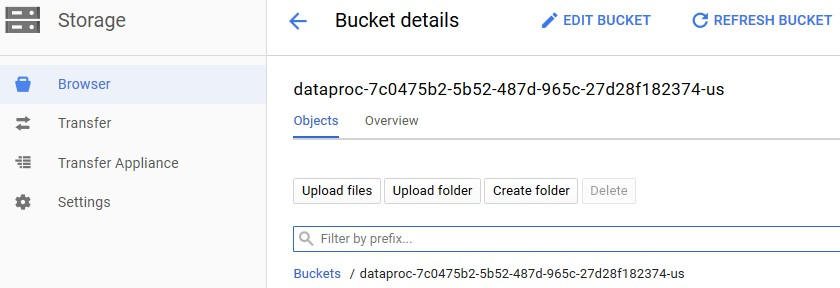 Storage
Bucket details
EDIT BUCKET
REFRESH BUCKET
Browser
Transfer
Transfer Appliance
Settings
dataproc-7c0475b2-5b52-487d-965c-27d28f182374-us
Objects Overview
Upload files Upload folder Create folder Delete
Filter by prefix...
Buckets / dataproc-7c0475b2-5b52-487d-965c-27d28f182374-us